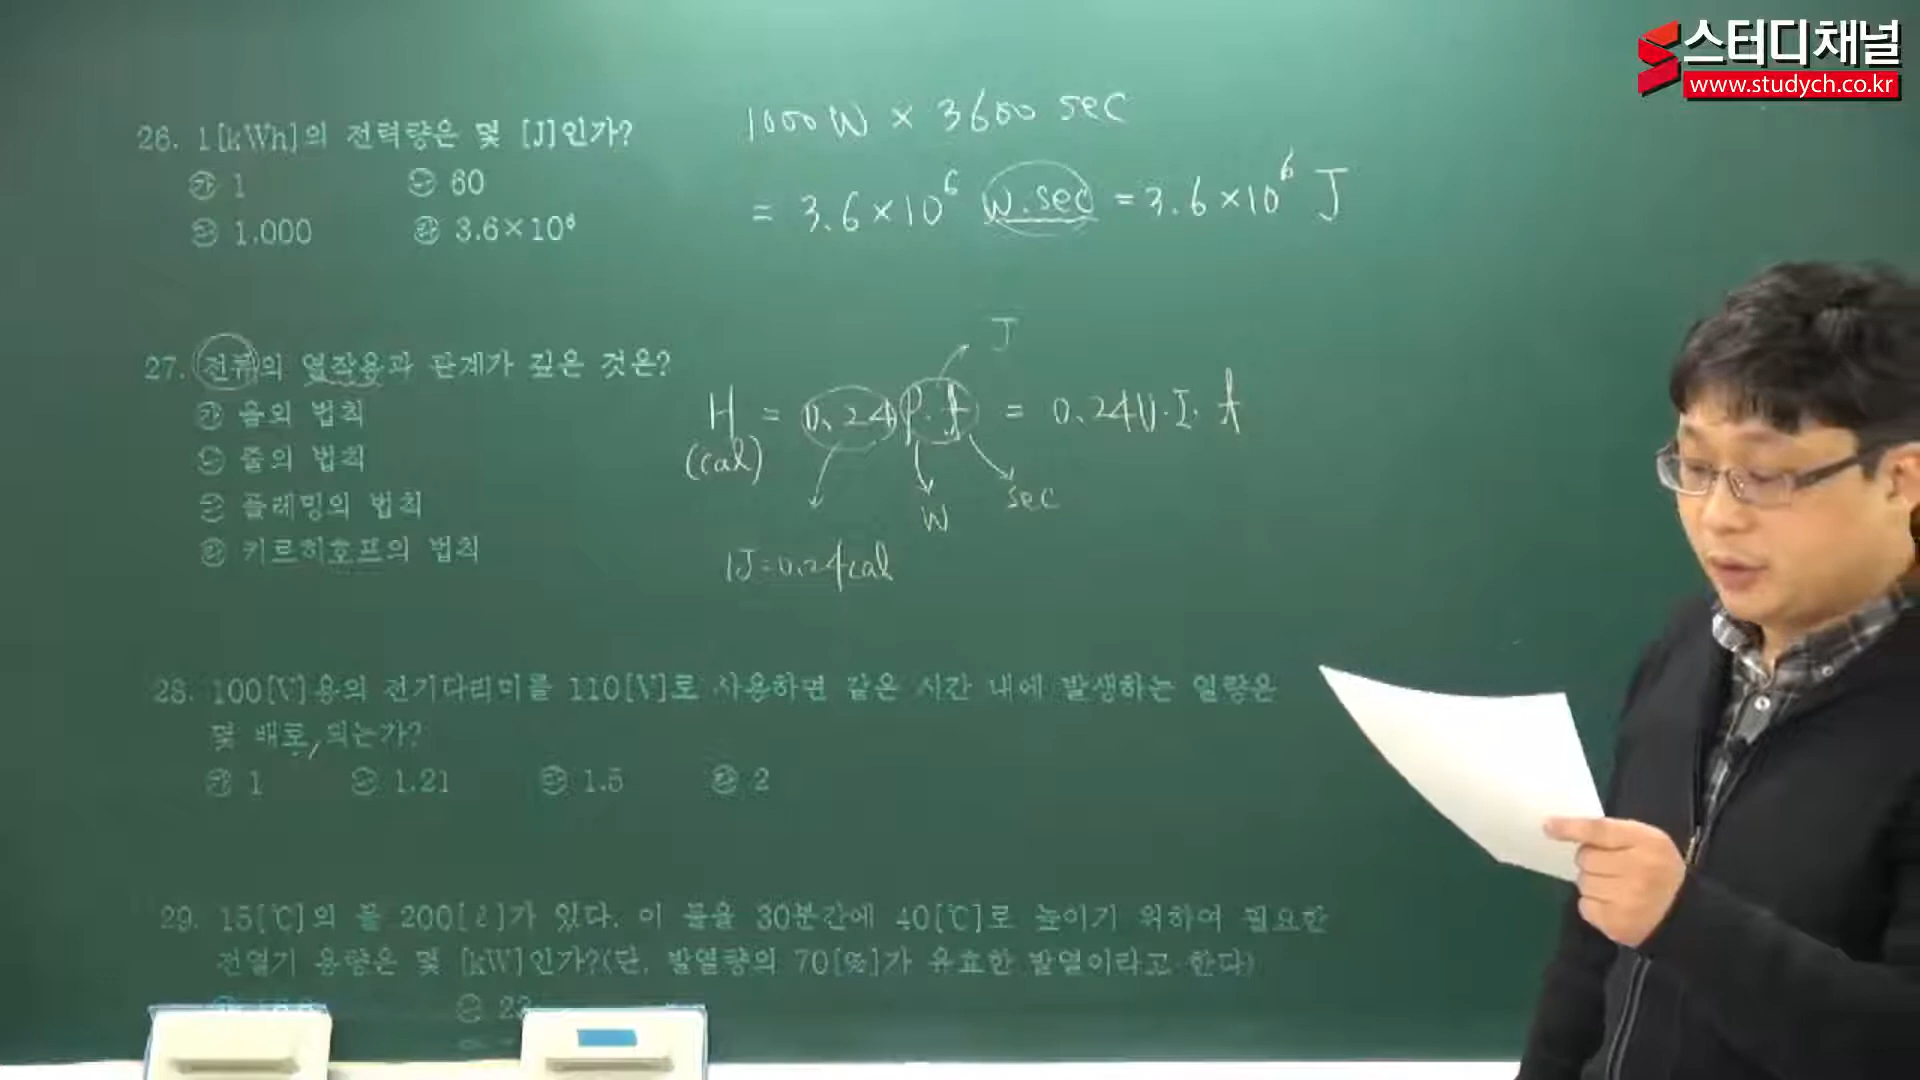 스터디채널
www.studych.co.kr
26. 1[kWh]의 전력량은 몇 [J]인가?
㉮ 1 ㉯ 60
㉰ 1.000 ㉱ 3.6×10⁶
1000W × 3600 sec
= 3.6×10⁶ W.sec = 3.6×10⁶ J
27. 전류의 열작용과 관계가 깊은 것은?
㉮ 옴의 법칙
㉯ 줄의 법칙
㉰ 플레밍의 법칙
㉱ 키르히호프의 법칙
J
H = 0.24 P.t = 0.24V.I.t
(cal)
W sec
1J=0.24cal
28. 100[V]용의 전기다리미를 110[V]로 사용하면 같은 시간 내에 발생하는 열량은
몇 배로 되는가?
㉮ 1 ㉯ 1.21 ㉰ 1.5 ㉱ 2
29. 15[℃]의 물 200[ℓ]가 있다. 이 물을 30분간에 40[℃]로 높이기 위하여 필요한
전열기 용량은 몇 [kW]인가?(단, 발열량의 70[%]가 유효한 발열이라고 한다)
㉯ 23